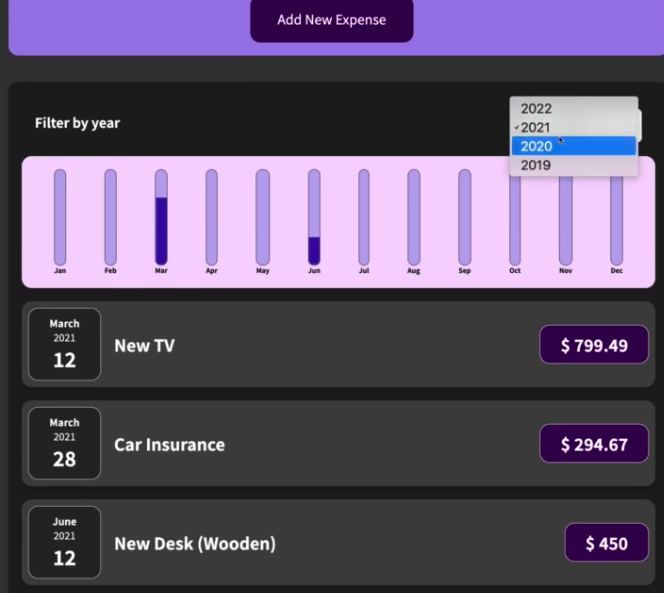 Add New Expense
Filter by year
2022
✓2021
2020
2019
Jan Feb Mar Apr May Jun Jul Aug Sep Oct Nov Dec
March
2021
12
New TV
$ 799.49
March
2021
28
Car Insurance
$ 294.67
June
2021
12
New Desk (Wooden)
$ 450